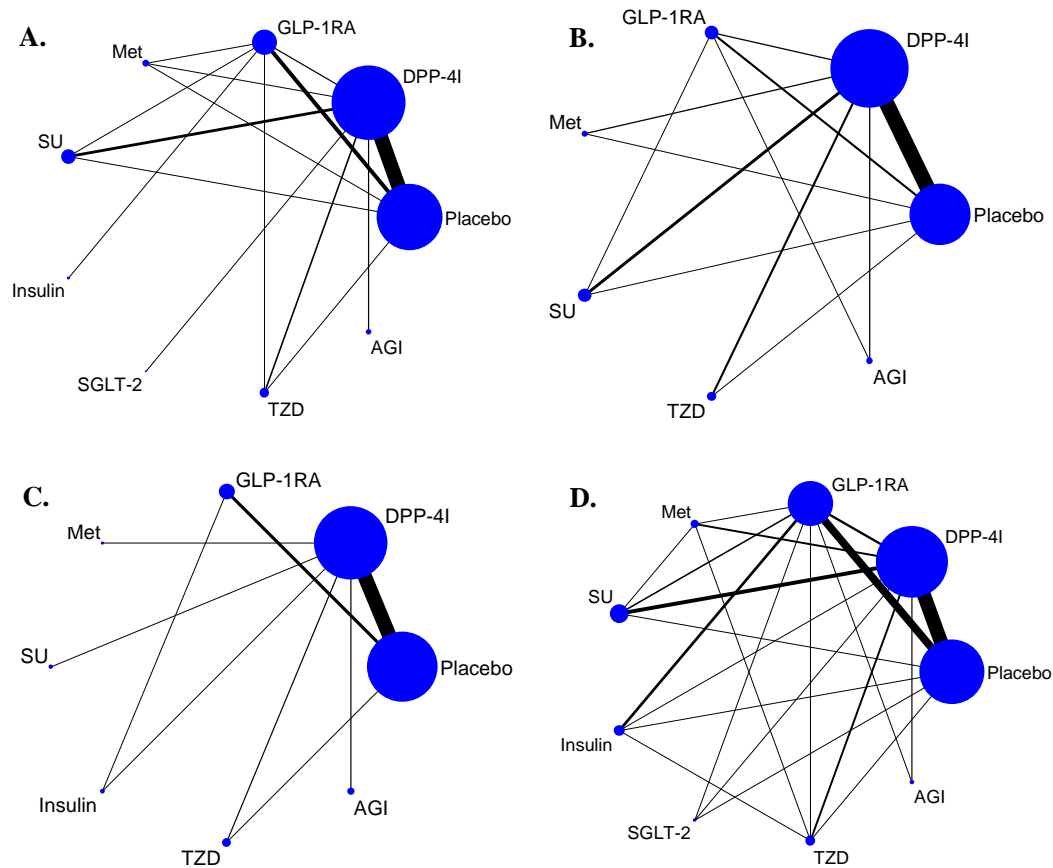 A.
GLP-1RA
Met
DPP-4I
SU
Placebo
Insulin
SGLT-2
AGI
TZD
B.
GLP-1RA
DPP-4I
Met
Placebo
SU
AGI
TZD
C.
GLP-1RA
DPP-4I
Met
SU
Placebo
Insulin
AGI
TZD
D.
GLP-1RA
Met
DPP-4I
SU
Placebo
Insulin
AGI
SGLT-2
TZD